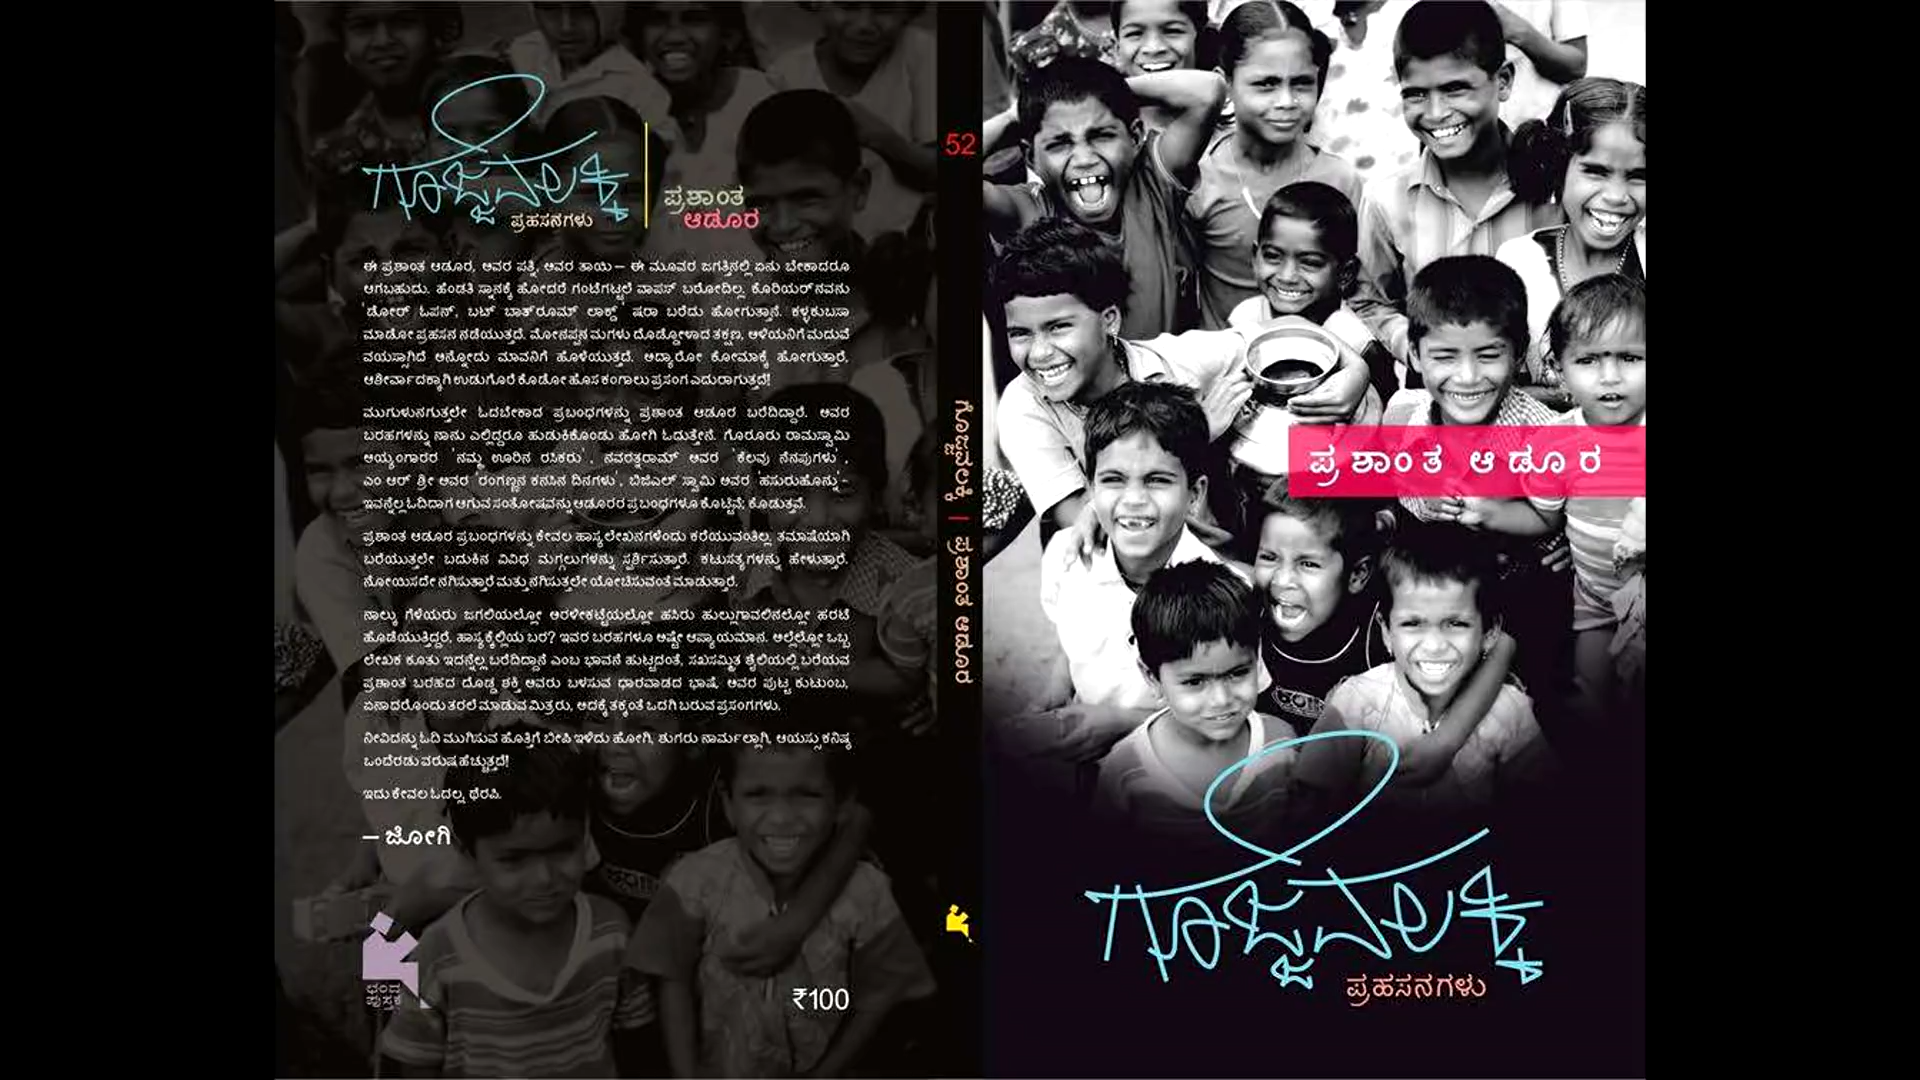 ಗೊಜ್ಜವಲಕ್ಕಿ
ಪ್ರಹಸನಗಳು
ಪ್ರಶಾಂತ
ಆಡೂರ
ಈ ಪ್ರಶಾಂತ ಆಡೂರ, ಅವರ ಪತ್ನಿ, ಅವರ ತಾಯಿ – ಈ ಮೂವರ ಜಗತ್ತಿನಲ್ಲಿ ಏನು ಬೇಕಾದರೂ
ಆಗಬಹುದು. ಹೆಂಡತಿ ಸ್ನಾನಕ್ಕೆ ಹೋದರೆ ಗಂಟೆಗಟ್ಟಲೆ ವಾಪಸ್ ಬರೋದಿಲ್ಲ. ಕೊರಿಯರ್‌ನವನು
'ಡೋರ್ ಓಪನ್, ಬಟ್ ಬಾತ್‌ರೂಮ್ ಲಾಕ್ಡ್' ಷರಾ ಬರೆದು ಹೋಗುತ್ತಾನೆ. ಕಳ್ಳಕುಬಸಾ
ಮಾಡೋ ಪ್ರಹಸನ ನಡೆಯುತ್ತದೆ. ಮೋನಪ್ಪನ ಮಗಳು ದೊಡ್ಡೋಳಾದ ತಕ್ಷಣ, ಅಳಿಯನಿಗೆ ಮದುವೆ
ವಯಸ್ಸಾಗಿದೆ ಅನ್ನೋದು ಮಾವನಿಗೆ ಹೊಳೆಯುತ್ತದೆ. ಅದ್ಯಾರೋ ಕೋಮಾಕ್ಕೆ ಹೋಗುತ್ತಾರೆ,
ಆಶೀರ್ವಾದಕ್ಕಾಗಿ ಉಡುಗೊರೆ ಕೊಡೋ ಹೊಸ ಕಂಗಾಲು ಪ್ರಸಂಗ ಎದುರಾಗುತ್ತದೆ!
ಮುಗುಳುನಗುತ್ತಲೇ ಓದಬೇಕಾದ ಪ್ರಬಂಧಗಳನ್ನು ಪ್ರಶಾಂತ ಆಡೂರ ಬರೆದಿದ್ದಾರೆ. ಅವರ
ಬರಹಗಳನ್ನು ನಾನು ಎಲ್ಲಿದ್ದರೂ ಹುಡುಕಿಕೊಂಡು ಹೋಗಿ ಓದುತ್ತೇನೆ. ಗೊರೂರು ರಾಮಸ್ವಾಮಿ
ಅಯ್ಯಂಗಾರರ 'ನಮ್ಮ ಊರಿನ ರಸಿಕರು', ನವರತ್ನರಾಮ್ ಅವರ 'ಕೆಲವು ನೆನಪುಗಳು',
ಎಂ ಆರ್ ಶ್ರೀ ಅವರ 'ರಂಗಣ್ಣನ ಕನಸಿನ ದಿನಗಳು', ಬಿಜಿಎಲ್ ಸ್ವಾಮಿ ಅವರ 'ಹಸುರುಹೊನ್ನು' -
ಇವನ್ನೆಲ್ಲ ಓದಿದಾಗ ಆಗುವ ಸಂತೋಷವನ್ನು ಆಡೂರರ ಪ್ರಬಂಧಗಳೂ ಕೊಟ್ಟಿವೆ; ಕೊಡುತ್ತವೆ.
ಪ್ರಶಾಂತ ಆಡೂರ ಪ್ರಬಂಧಗಳನ್ನು ಕೇವಲ ಹಾಸ್ಯ ಲೇಖನಗಳೆಂದು ಕರೆಯುವಂತಿಲ್ಲ. ತಮಾಷೆಯಾಗಿ
ಬರೆಯುತ್ತಲೇ ಬದುಕಿನ ವಿವಿಧ ಮಗ್ಗಲುಗಳನ್ನು ಸ್ಪರ್ಶಿಸುತ್ತಾರೆ. ಕಟುಸತ್ಯಗಳನ್ನು ಹೇಳುತ್ತಾರೆ.
ನೋಯಿಸದೇ ನಗಿಸುತ್ತಾರೆ ಮತ್ತು ನಗಿಸುತ್ತಲೇ ಯೋಚಿಸುವಂತೆ ಮಾಡುತ್ತಾರೆ.
ನಾಲ್ಕು ಗೆಳೆಯರು ಜಗಲಿಯಲ್ಲೋ ಅರಳೀಕಟ್ಟೆಯಲ್ಲೋ ಹಸಿರು ಹುಲ್ಲುಗಾವಲಿನಲ್ಲೋ ಹರಟೆ
ಹೊಡೆಯುತ್ತಿದ್ದರೆ, ಹಾಸ್ಯಕ್ಕೆಲ್ಲಿಯ ಬರ? ಇವರ ಬರಹಗಳೂ ಅಷ್ಟೇ ಆಪ್ಯಾಯಮಾನ. ಅಲ್ಲೆಲ್ಲೋ ಒಬ್ಬ
ಲೇಖಕ ಕೂತು ಇದನ್ನೆಲ್ಲ ಬರೆದಿದ್ದಾನೆ ಎಂಬ ಭಾವನೆ ಹುಟ್ಟದಂತೆ, ಸಖಸಮ್ಮಿತ ಶೈಲಿಯಲ್ಲಿ ಬರೆಯುವ
ಪ್ರಶಾಂತ ಬರಹದ ದೊಡ್ಡ ಶಕ್ತಿ ಅವರು ಬಳಸುವ ಧಾರವಾಡದ ಭಾಷೆ, ಅವರ ಪುಟ್ಟ ಕುಟುಂಬ,
ಏನಾದರೊಂದು ತರಲೆ ಮಾಡುವ ಮಿತ್ರರು, ಅದಕ್ಕೆ ತಕ್ಕಂತೆ ಒದಗಿ ಬರುವ ಪ್ರಸಂಗಗಳು.
ನೀವಿದನ್ನು ಓದಿ ಮುಗಿಸುವ ಹೊತ್ತಿಗೆ ಬೀಪಿ ಇಳಿದು ಹೋಗಿ, ಶುಗರು ನಾರ್ಮಲ್ಲಾಗಿ, ಆಯಸ್ಸು ಕನಿಷ್ಠ
ಒಂದೆರಡು ವರುಷ ಹೆಚ್ಚುತ್ತದೆ!
ಇದು ಕೇವಲ ಓದಲ್ಲ, ಥೆರಪಿ.
– ಜೋಗಿ
ಛಂದ
ಪುಸ್ತಕ
₹100
52
ಗೊಜ್ಜವಲಕ್ಕಿ | ಪ್ರಶಾಂತ ಆಡೂರ
ಪ್ರಶಾಂತ ಆಡೂರ
ಗೊಜ್ಜವಲಕ್ಕಿ
ಪ್ರಹಸನಗಳು